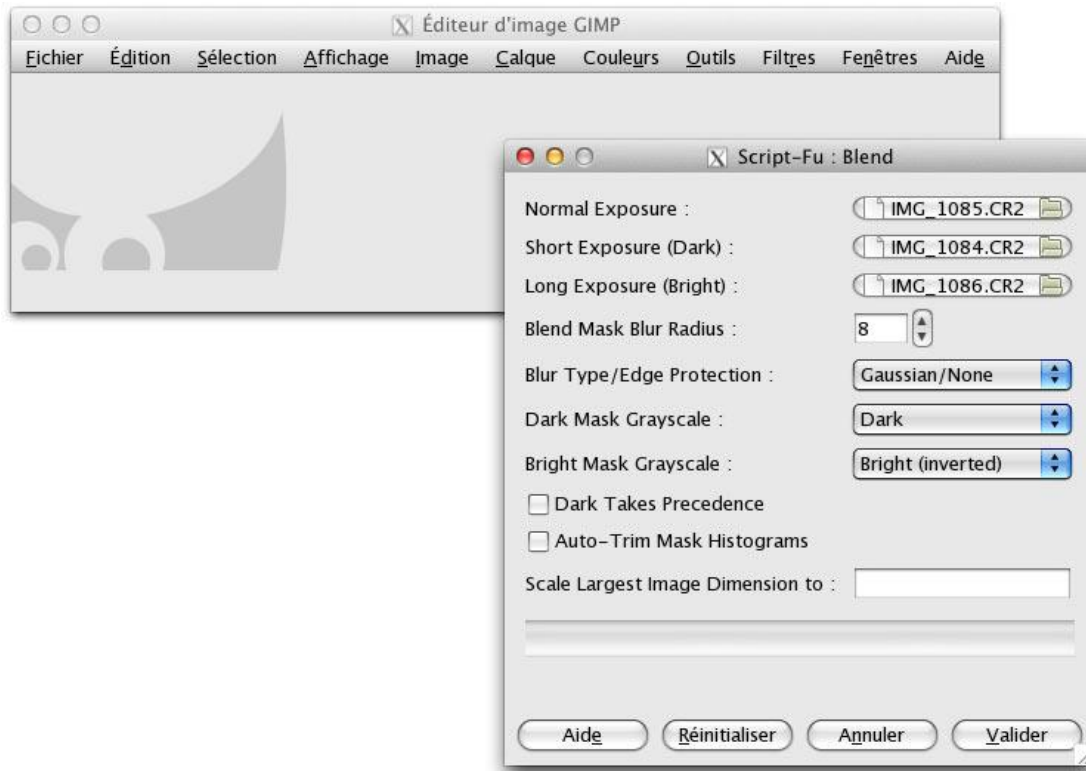 Éditeur d'image GIMP
Fichier Édition Sélection Affichage Image Calque Couleurs Outils Filtres Fenêtres Aide
Script-Fu : Blend
Normal Exposure : IMG_1085.CR2
Short Exposure (Dark) : IMG_1084.CR2
Long Exposure (Bright) : IMG_1086.CR2
Blend Mask Blur Radius : 8
Blur Type/Edge Protection : Gaussian/None
Dark Mask Grayscale : Dark
Bright Mask Grayscale : Bright (inverted)
Dark Takes Precedence
Auto-Trim Mask Histograms
Scale Largest Image Dimension to :
Aide Réinitialiser Annuler Valider